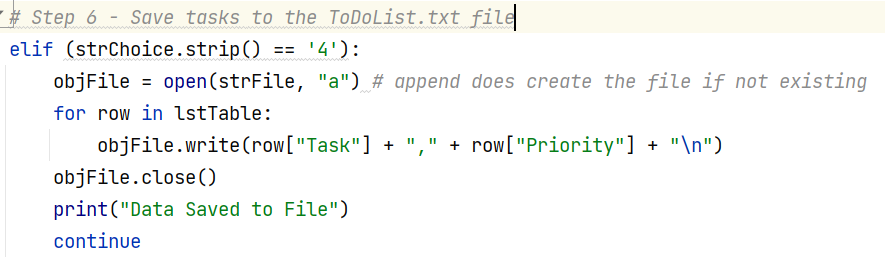 # Step 6 - Save tasks to the ToDoList.txt file
elif (strChoice.strip() == '4'):
    objFile = open(strFile, "a") # append does create the file if not existing
    for row in lstTable:
        objFile.write(row["Task"] + "," + row["Priority"] + "\n")
    objFile.close()
    print("Data Saved to File")
    continue